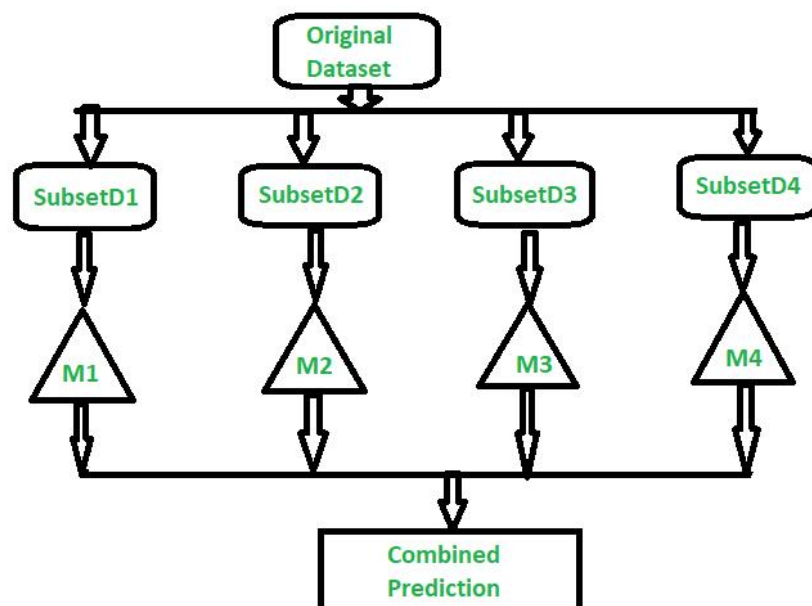 Original
Dataset
SubsetD1
SubsetD2
SubsetD3
SubsetD4
M1
M2
M3
M4
Combined
Prediction